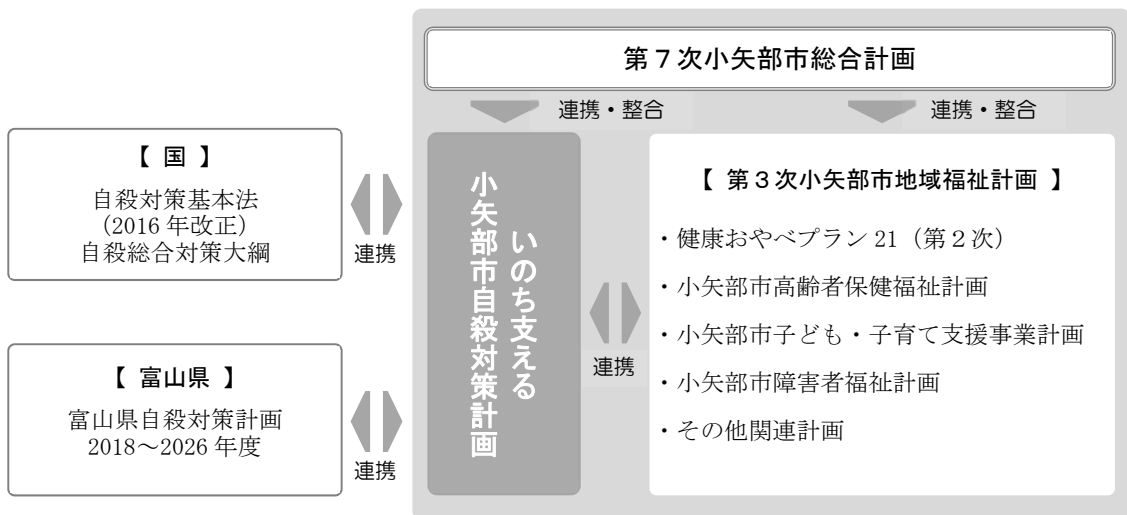 第７次小矢部市総合計画
連携・整合
連携・整合
【 国 】
自殺対策基本法
（2016 年改正）
自殺総合対策大綱
連携
【 富山県 】
富山県自殺対策計画
2018～2026 年度
連携
いのち支える
小矢部市自殺対策計画
連携
【 第３次小矢部市地域福祉計画 】
・健康おやべプラン 21（第２次）
・小矢部市高齢者保健福祉計画
・小矢部市子ども・子育て支援事業計画
・小矢部市障害者福祉計画
・その他関連計画